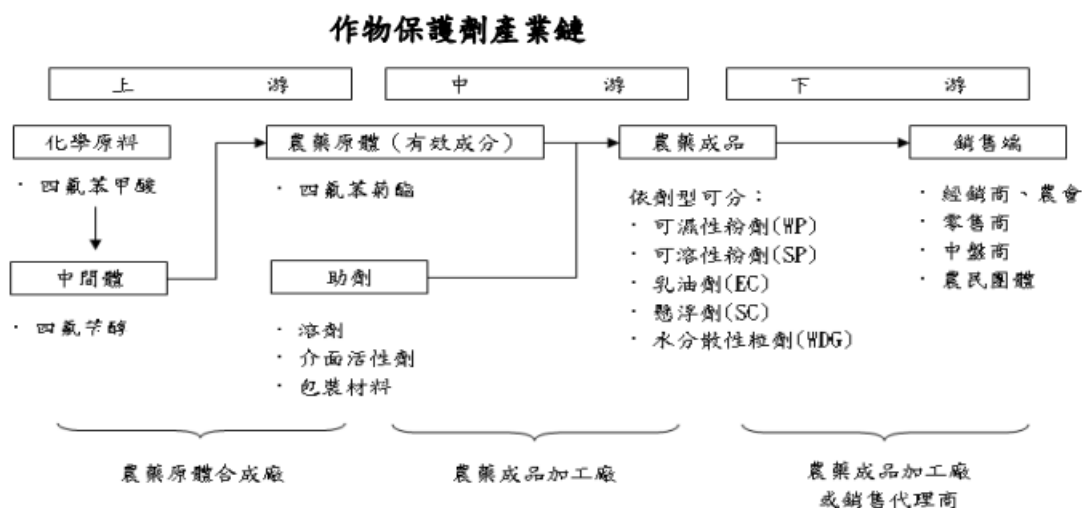 作物保護劑產業鏈
上 游
中 游
下 游
化學原料
· 四氟苯甲酸
中間體
· 四氟苄醇
農藥原體(有效成分)
· 四氟苯菊酯
助劑
· 溶劑
· 介面活性劑
· 包裝材料
農藥成品
依劑型可分：
· 可濕性粉劑(WP)
· 可溶性粉劑(SP)
· 乳油劑(EC)
· 懸浮劑(SC)
· 水分散性粒劑(WDG)
銷售端
· 經銷商、農會
· 零售商
· 中盤商
· 農民團體
農藥原體合成廠
農藥成品加工廠
農藥成品加工廠
或銷售代理商